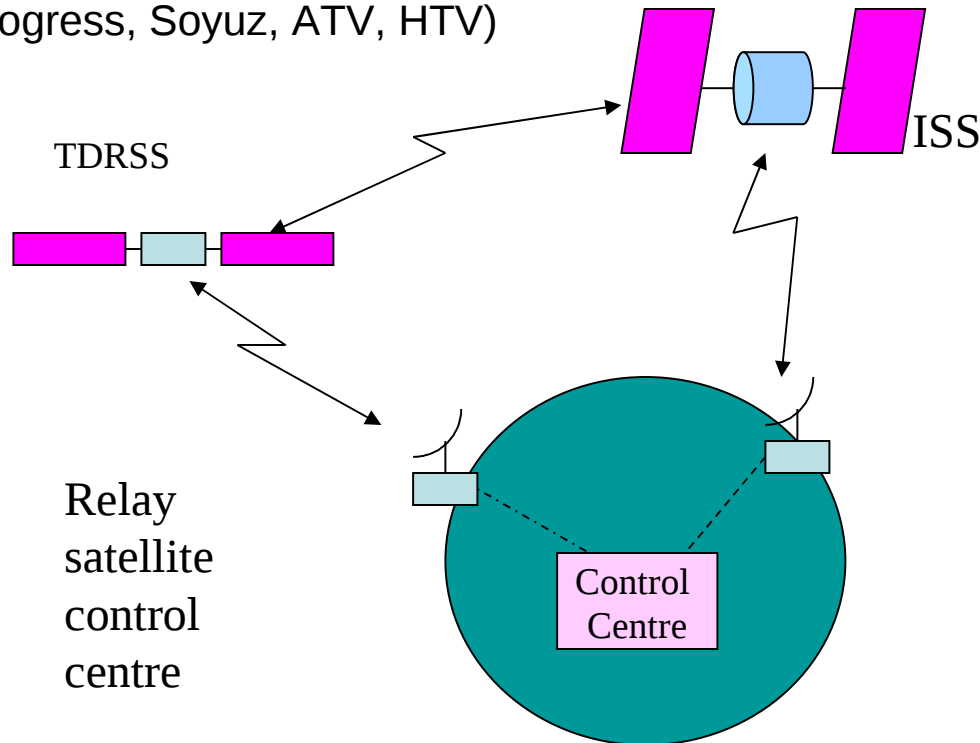 ogress, Soyuz, ATV, HTV)
ISS
TDRSS
Relay
satellite
control
centre
Control
Centre